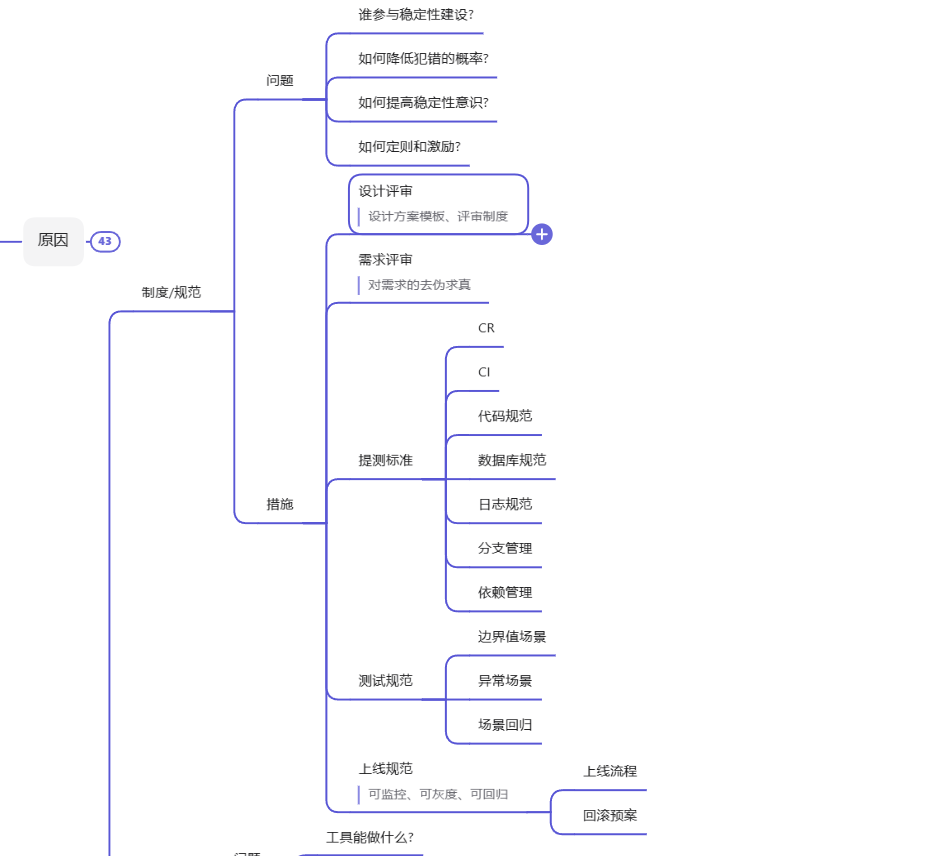 谁参与稳定性建设?
如何降低犯错的概率?
问题
如何提高稳定性意识?
如何定则和激励?
设计评审
设计方案模板、评审制度
原因
43
需求评审
对需求的去伪求真
制度/规范
CR
CI
代码规范
提测标准
数据库规范
措施
日志规范
分支管理
依赖管理
边界值场景
测试规范
异常场景
场景回归
上线规范
上线流程
可监控、可灰度、可回归
回滚预案
工具能做什么?
问题